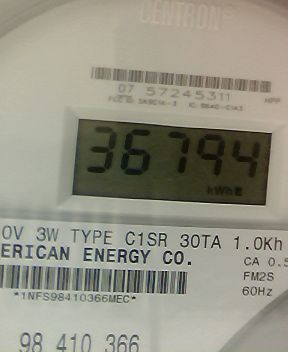 CENTRON®
07 57245311
36794
kWh
0V 3W TYPE C1SR 30TA 1.0Kh
ERICAN ENERGY CO.
CA 0.5
FM2S
*1NFS98410366MEC*
60Hz
98 410 366